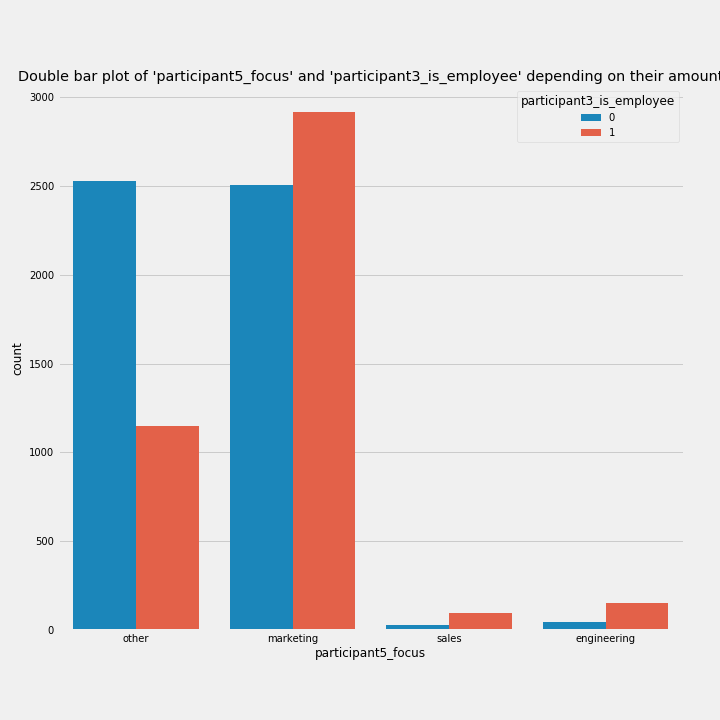 Double bar plot of 'participant5_focus' and 'participant3_is_employee' depending on their amount
participant3_is_employee
0
1
3000
2500
2000
1500
1000
500
0
count
other marketing sales engineering
participant5_focus